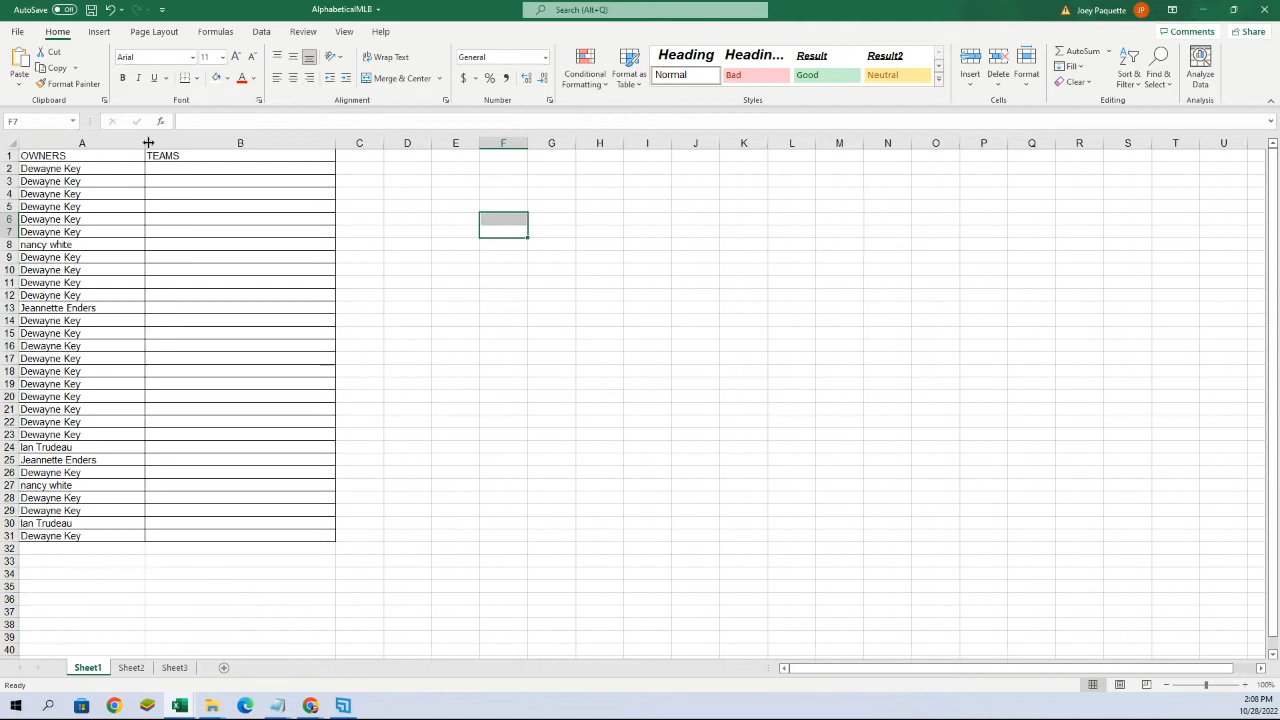 AutoSave Off AlphabeticalMLB Search (Alt+Q) Joey Paquette JP
File Home Insert Page Layout Formulas Data Review View Help Comments Share
Paste Cut Copy Format Painter Clipboard
Arial 11 B I U A Font
Wrap Text Merge & Center Alignment
General $ % Number
Conditional Formatting Format as Table
Heading Headin... Result Result2
Normal Bad Good Neutral
Styles
Insert Delete Format Cells
AutoSum Fill Clear Sort & Filter Find & Select Editing
Analyze Data Analysis
F7 fx
A B C D E F G H I J K L M N O P Q R S T U
1 OWNERS TEAMS
2 Dewayne Key
3 Dewayne Key
4 Dewayne Key
5 Dewayne Key
6 Dewayne Key
7 Dewayne Key
8 nancy white
9 Dewayne Key
10 Dewayne Key
11 Dewayne Key
12 Dewayne Key
13 Jeannette Enders
14 Dewayne Key
15 Dewayne Key
16 Dewayne Key
17 Dewayne Key
18 Dewayne Key
19 Dewayne Key
20 Dewayne Key
21 Dewayne Key
22 Dewayne Key
23 Dewayne Key
24 Ian Trudeau
25 Jeannette Enders
26 Dewayne Key
27 nancy white
28 Dewayne Key
29 Dewayne Key
30 Ian Trudeau
31 Dewayne Key
32
33
34
35
36
37
38
39
40
Sheet1 Sheet2 Sheet3
Ready 100%
2:08 PM
10/28/2022